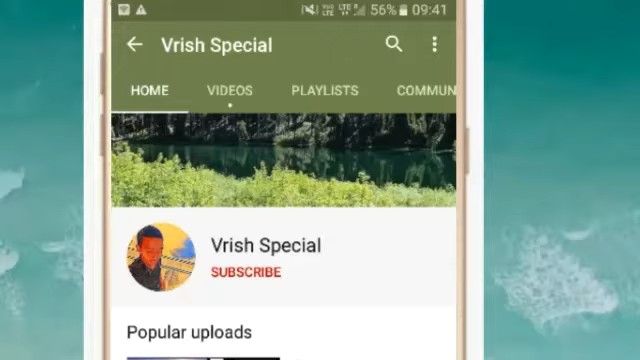 56% 09:41
Vrish Special
HOME VIDEOS PLAYLISTS COMMUN
Vrish Special
SUBSCRIBE
Popular uploads